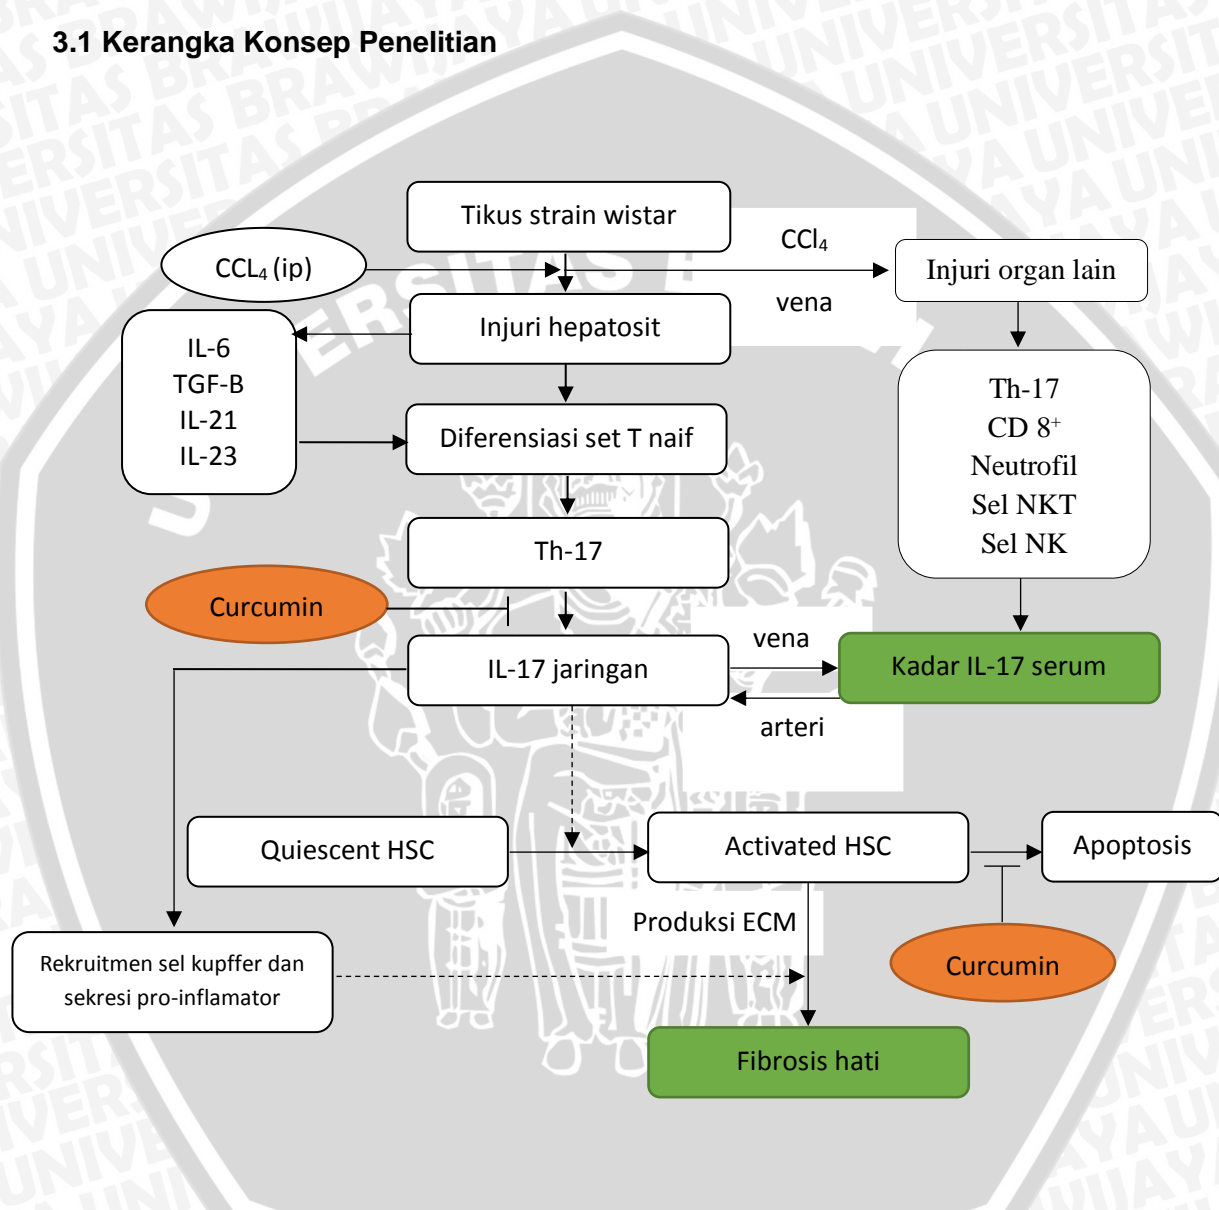 3.1 Kerangka Konsep Penelitian
Tikus strain wistar
CCL4 (ip)
CCl4
vena
Injuri organ lain
Injuri hepatosit
IL-6
TGF-B
IL-21
IL-23
Th-17
CD 8+
Neutrofil
Sel NKT
Sel NK
Diferensiasi set T naif
Th-17
Curcumin
IL-17 jaringan
vena
arteri
Kadar IL-17 serum
Quiescent HSC
Activated HSC
Apoptosis
Produksi ECM
Curcumin
Rekruitmen sel kupffer dan
sekresi pro-inflamator
Fibrosis hati